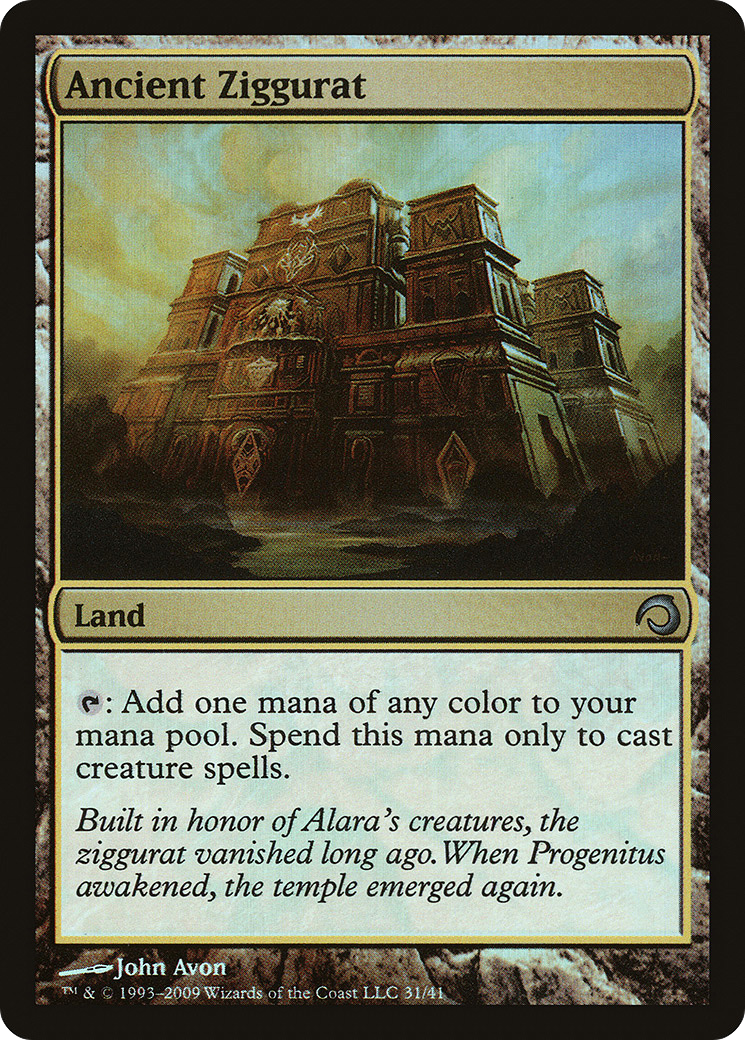 Ancient Ziggurat
Land
: Add one mana of any color to your
mana pool. Spend this mana only to cast
creature spells.
Built in honor of Alara's creatures, the
ziggurat vanished long ago. When Progenitus
awakened, the temple emerged again.
John Avon
™ & © 1993–2009 Wizards of the Coast LLC 31/41